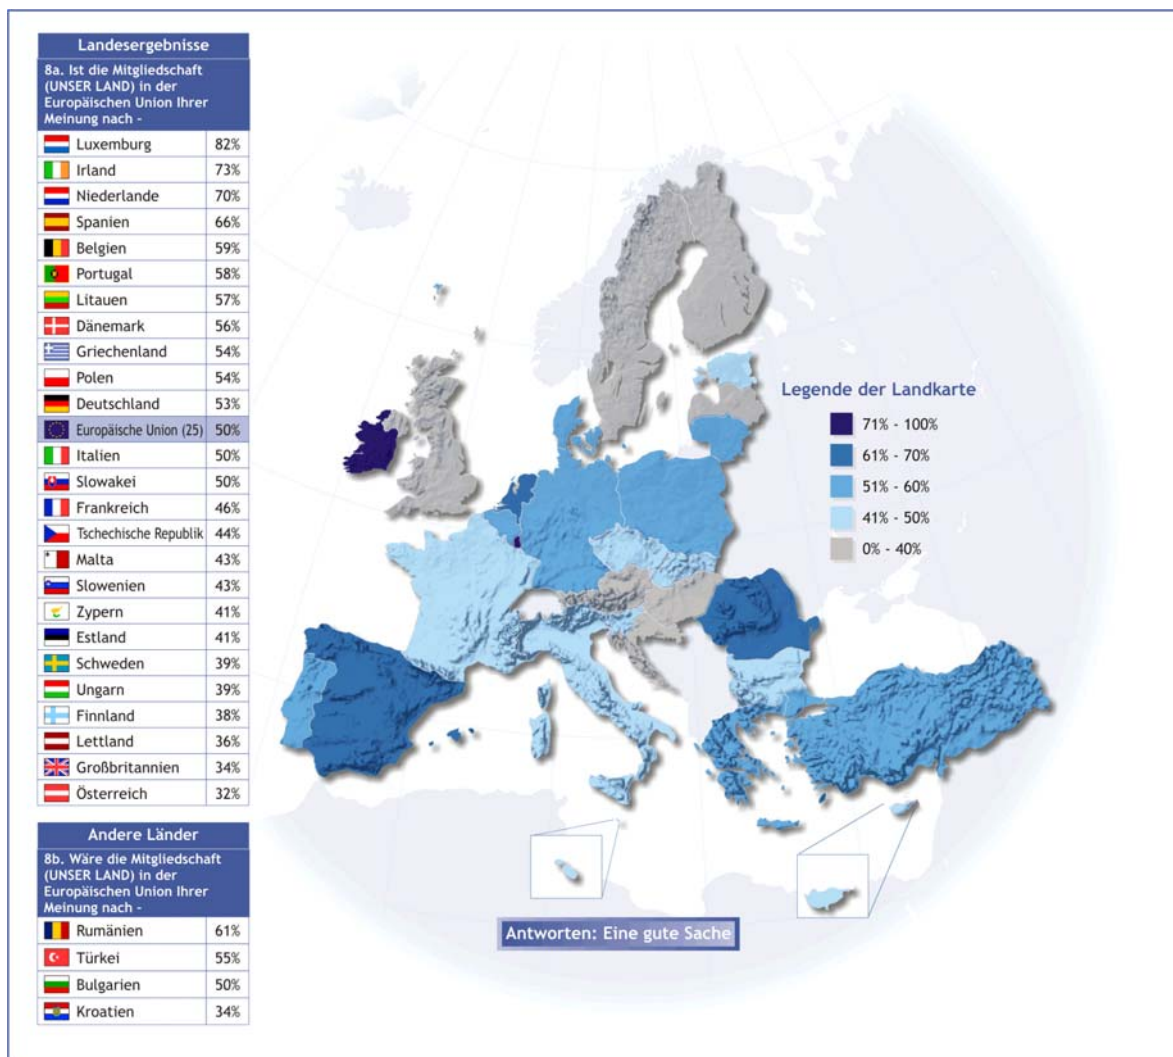 Landesergebnisse
8a. Ist die Mitgliedschaft
(UNSER LAND) in der
Europäischen Union Ihrer
Meinung nach -
Luxemburg 82%
Irland 73%
Niederlande 70%
Spanien 66%
Belgien 59%
Portugal 58%
Litauen 57%
Dänemark 56%
Griechenland 54%
Polen 54%
Deutschland 53%
Europäische Union (25) 50%
Italien 50%
Slowakei 50%
Frankreich 46%
Tschechische Republik 44%
Malta 43%
Slowenien 43%
Zypern 41%
Estland 41%
Schweden 39%
Ungarn 39%
Finnland 38%
Lettland 36%
Großbritannien 34%
Österreich 32%
Andere Länder
8b. Wäre die Mitgliedschaft
(UNSER LAND) in der
Europäischen Union Ihrer
Meinung nach -
Rumänien 61%
Türkei 55%
Bulgarien 50%
Kroatien 34%
Legende der Landkarte
71% - 100%
61% - 70%
51% - 60%
41% - 50%
0% - 40%
Antworten: Eine gute Sache